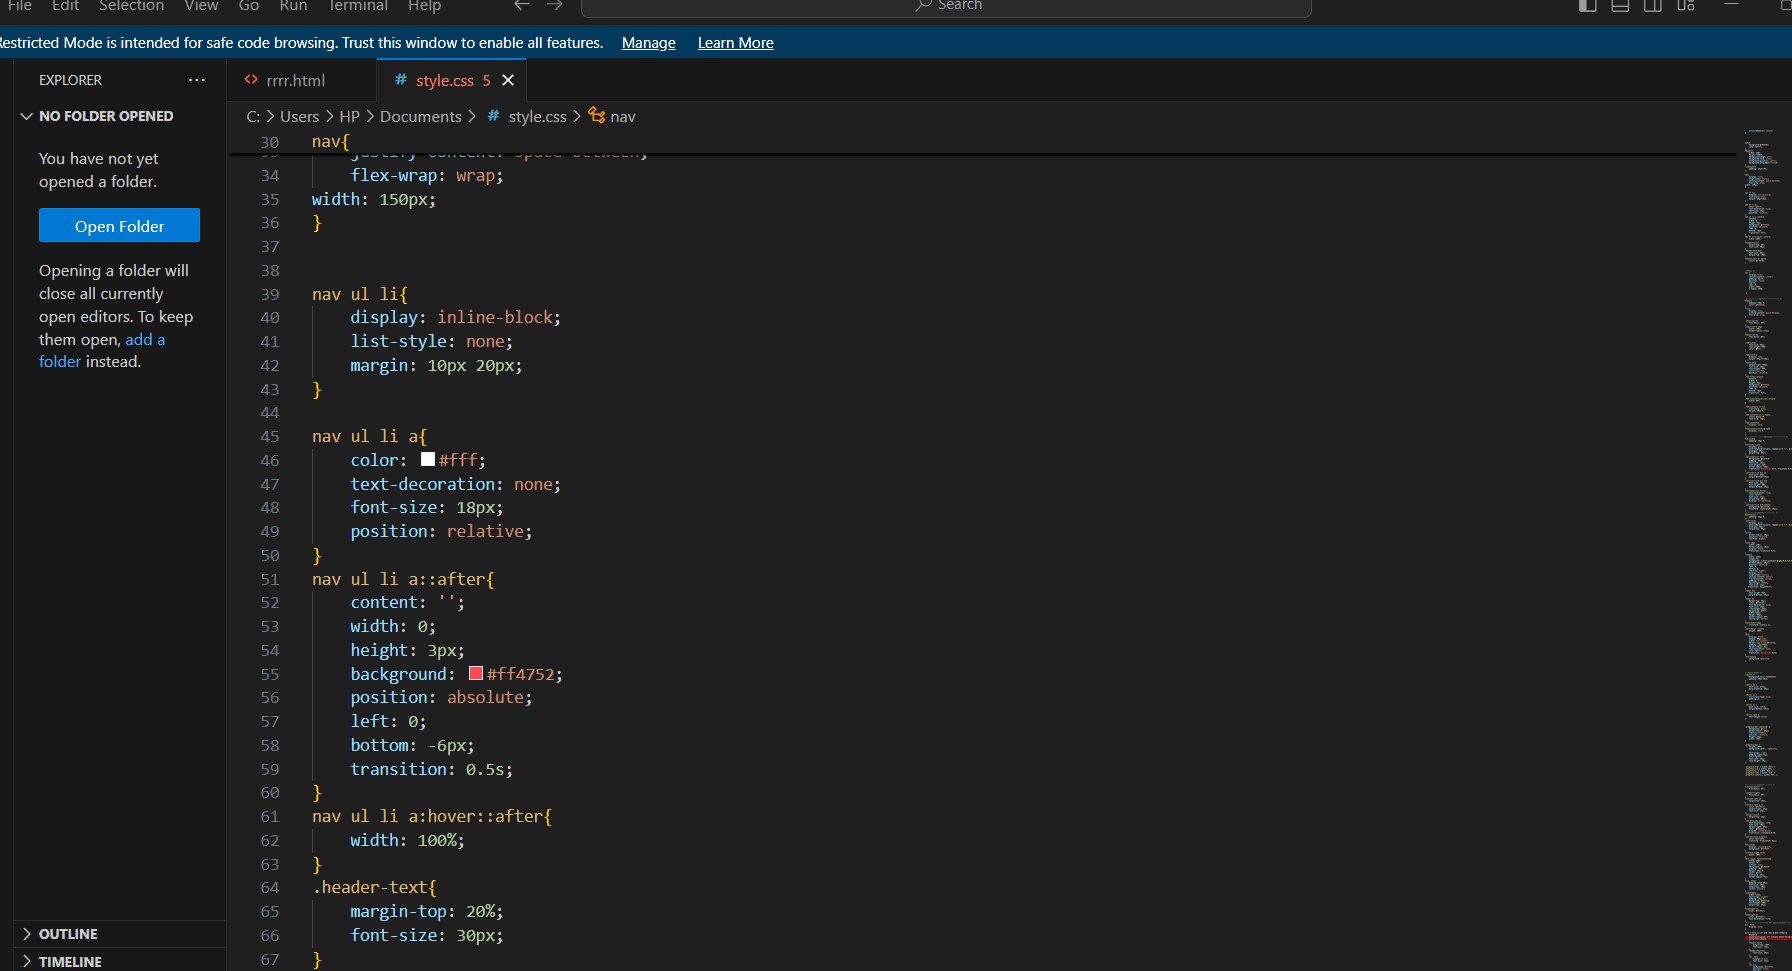 File Edit Selection View Go Run Terminal Help
Search
Restricted Mode is intended for safe code browsing. Trust this window to enable all features. Manage Learn More
EXPLORER ...
rrrr.html
# style.css 5
NO FOLDER OPENED
You have not yet
opened a folder.
Open Folder
Opening a folder will
close all currently
open editors. To keep
them open, add a
folder instead.
OUTLINE
TIMELINE
C: > Users > HP > Documents > # style.css > nav
30 nav{
justify-content: space-between;
34 flex-wrap: wrap;
35 width: 150px;
36 }
37
38
39 nav ul li{
40 display: inline-block;
41 list-style: none;
42 margin: 10px 20px;
43 }
44
45 nav ul li a{
46 color: #fff;
47 text-decoration: none;
48 font-size: 18px;
49 position: relative;
50 }
51 nav ul li a::after{
52 content: '';
53 width: 0;
54 height: 3px;
55 background: #ff4752;
56 position: absolute;
57 left: 0;
58 bottom: -6px;
59 transition: 0.5s;
60 }
61 nav ul li a:hover::after{
62 width: 100%;
63 }
64 .header-text{
65 margin-top: 20%;
66 font-size: 30px;
67 }